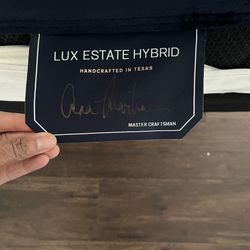 LUX ESTATE HYBRID
HANDCRAFTED IN TEXAS
MASTER CRAFTSMAN